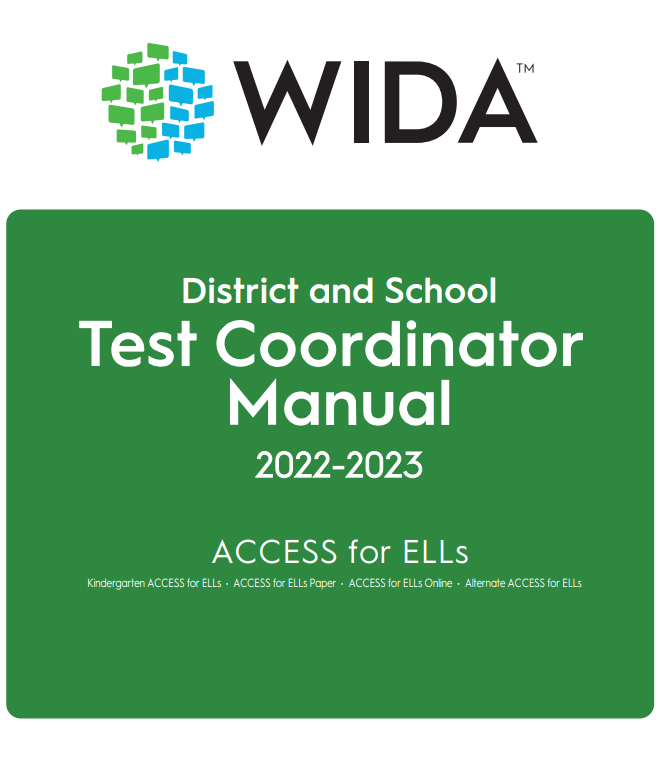 WIDA™
District and School
Test Coordinator
Manual
2022-2023
ACCESS for ELLs
Kindergarten ACCESS for ELLs • ACCESS for ELLs Paper • ACCESS for ELLs Online • Alternate ACCESS for ELLs